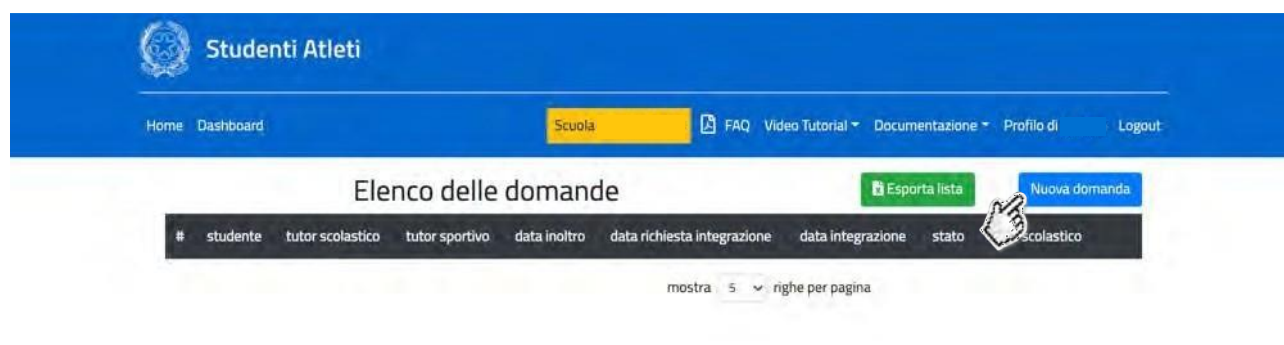 Studenti Atleti
Home Dashboard Scuola FAQ Video Tutorial Documentazione Profilo di Logout
Elenco delle domande Esporta lista Nuova domanda
# studente tutor scolastico tutor sportivo data inoltro data richiesta integrazione data integrazione stato scolastico
mostra 5 righe per pagina